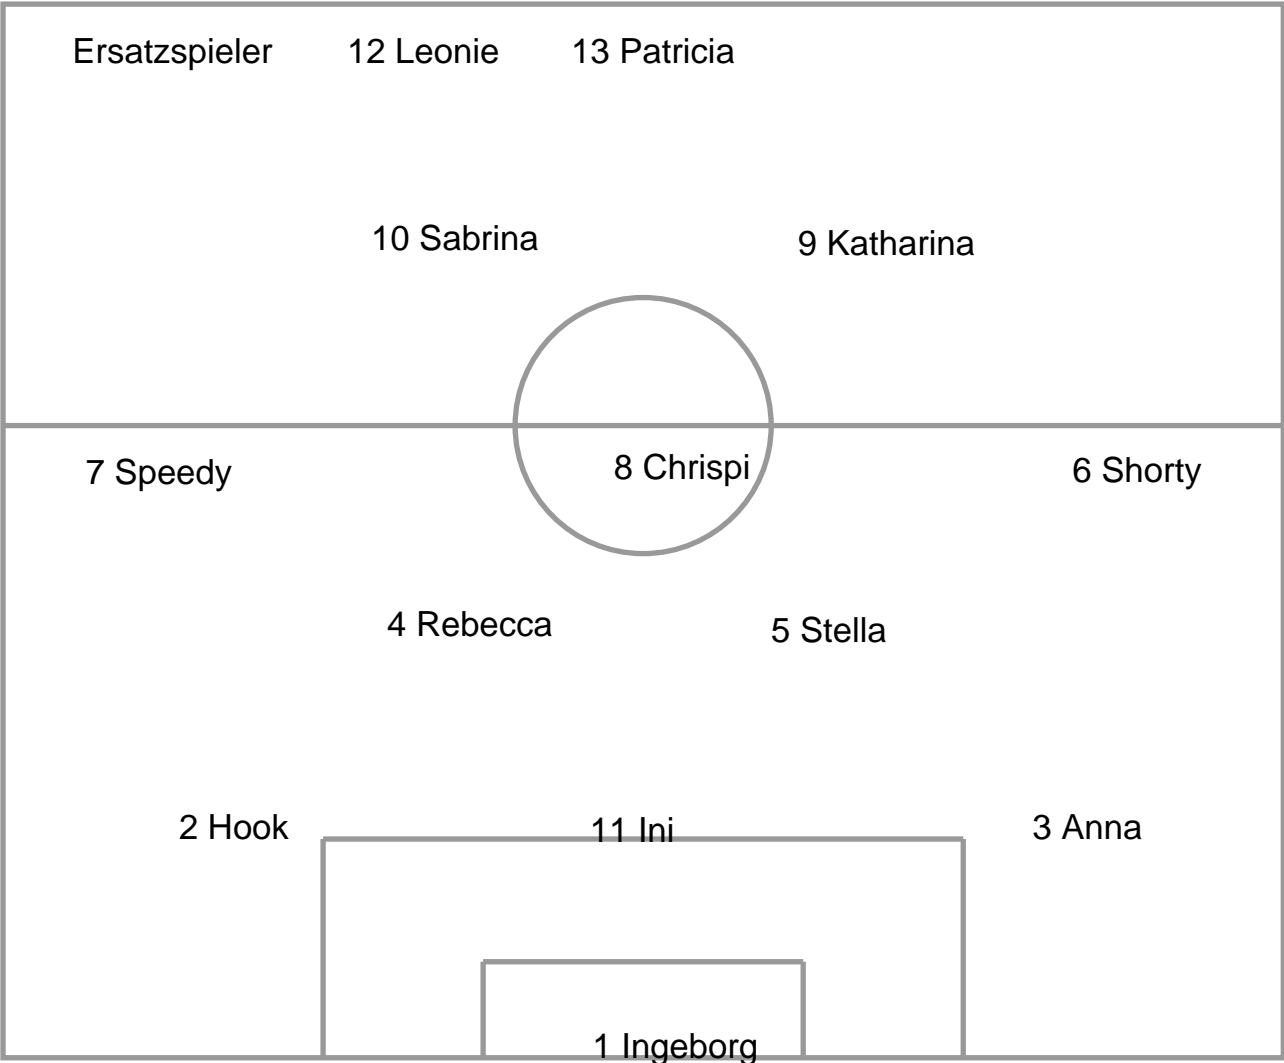 Ersatzspieler 12 Leonie 13 Patricia
10 Sabrina 9 Katharina
7 Speedy 8 Chrispi 6 Shorty
4 Rebecca 5 Stella
2 Hook 11 Ini 3 Anna
1 Ingeborg